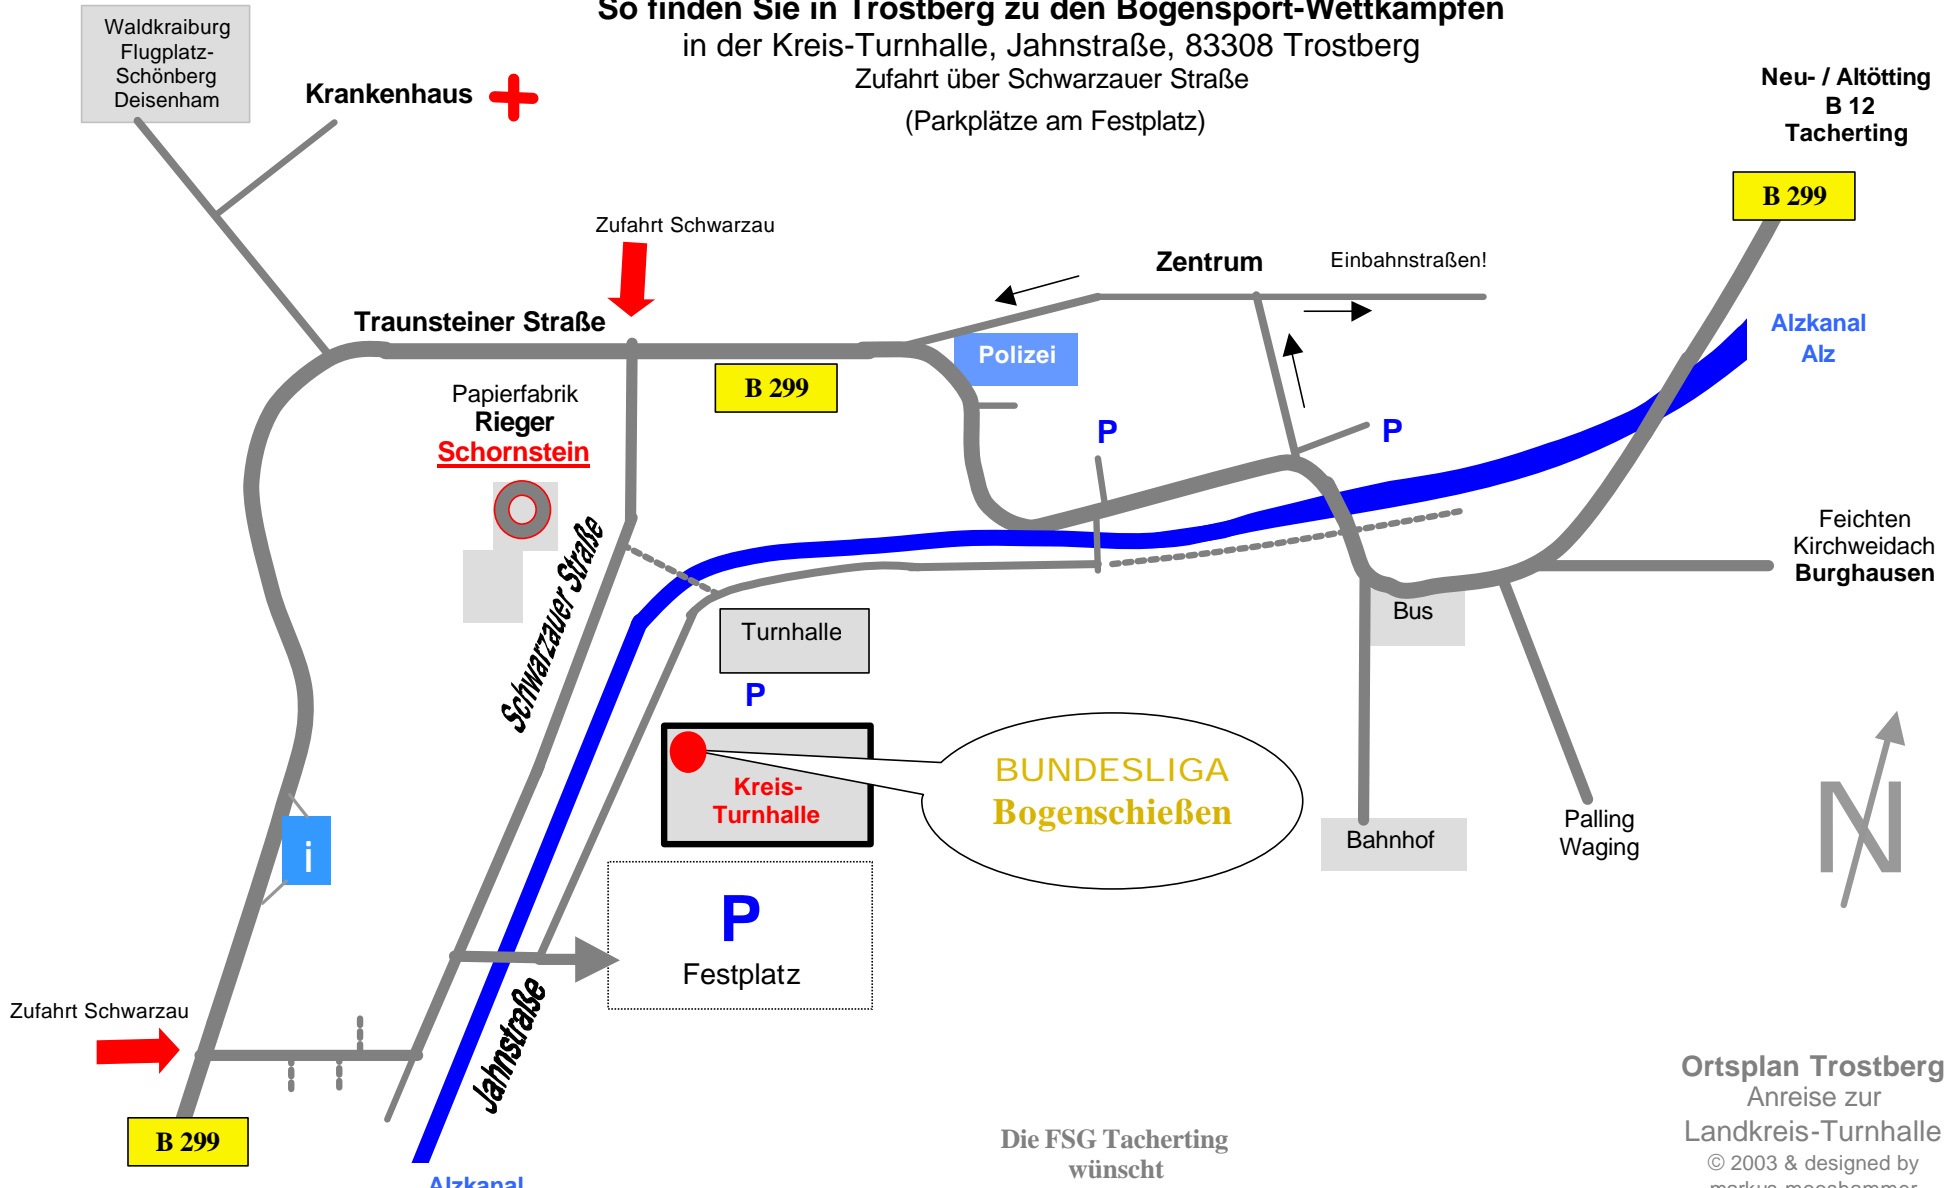 So finden Sie in Trostberg zu den Bogensport-Wettkämpfen
in der Kreis-Turnhalle, Jahnstraße, 83308 Trostberg
Zufahrt über Schwarzauer Straße
(Parkplätze am Festplatz)
Waldkraiburg
Flugplatz-
Schönberg
Deisenham
Krankenhaus
Neu- / Altötting
B 12
Tacherting
B 299
Zufahrt Schwarzau
Zentrum
Einbahnstraßen!
Traunsteiner Straße
Polizei
Alzkanal
Alz
B 299
Papierfabrik
Rieger
Schornstein
P
P
Schwarzauer Straße
Feichten
Kirchweidach
Burghausen
Bus
Turnhalle
P
Kreis-
Turnhalle
BUNDESLIGA
Bogenschießen
Bahnhof
Palling
Waging
N
i
P
Festplatz
Jahnstraße
Zufahrt Schwarzau
B 299
Alzkanal
Die FSG Tacherting
wünscht
Ortsplan Trostberg
Anreise zur
Landkreis-Turnhalle
© 2003 & designed by
markus mooshammer